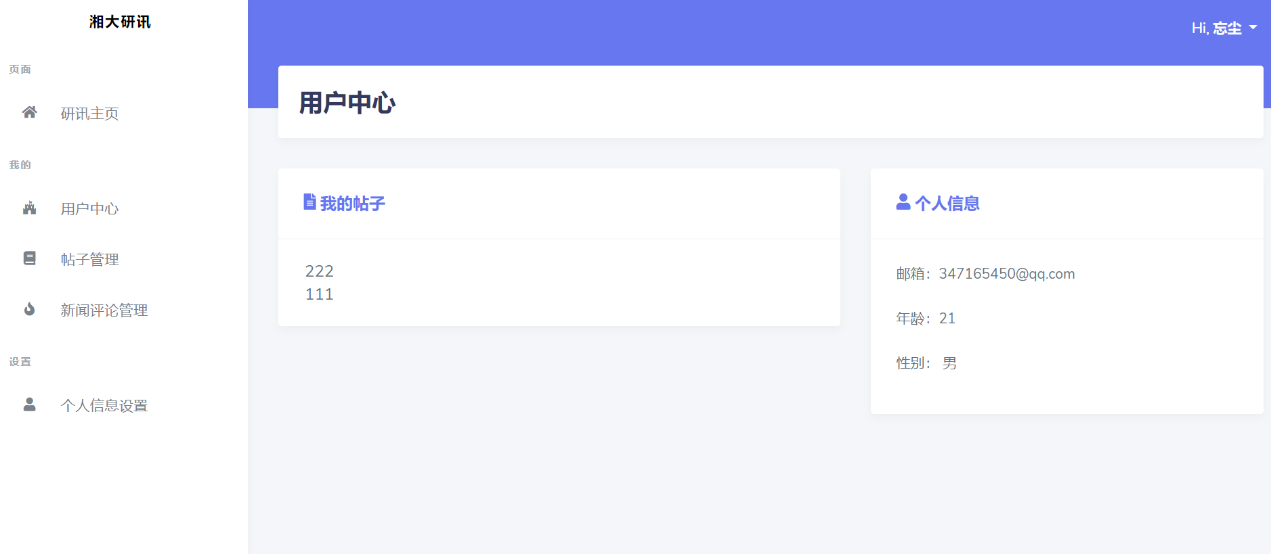 湘大研讯
页面
研讯主页
我的
用户中心
帖子管理
新闻评论管理
设置
个人信息设置
Hi, 忘尘
用户中心
我的帖子
222
111
个人信息
邮箱：347165450@qq.com
年龄：21
性别： 男